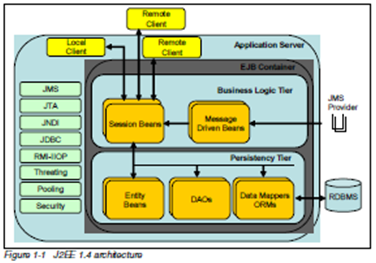 Remote
Client
Local
Client
Remote
Client
Application Server
EJB Container
Business Logic Tier
JMS
JTA
JNDI
JDBC
RMI-IIOP
Threating
Pooling
Security
Session Beans
Message
Driven Beans
JMS
Provider
Persistency Tier
Entity
Beans
DAOs
Data Mappers
ORMs
RDBMS
Figure 1-1 J2EE 1.4 architecture